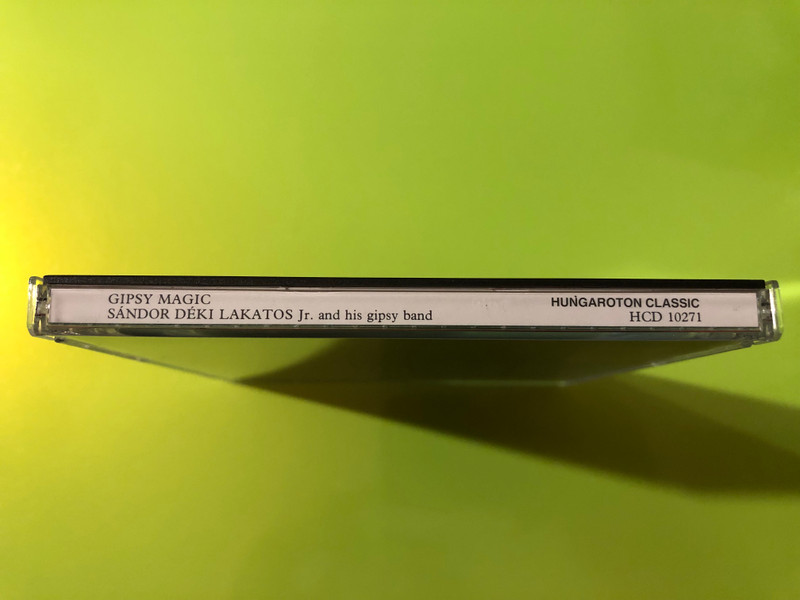 GIPSY MAGIC
SÁNDOR DÉKI LAKATOS Jr. and his gipsy band
HUNGAROTON CLASSIC
HCD 10271